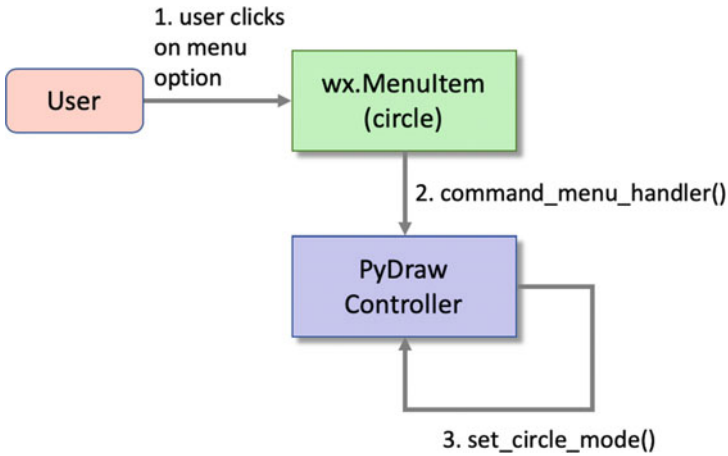 1. user clicks
on menu
option
User
wx.MenuItem
(circle)
2. command_menu_handler()
PyDraw
Controller
3. set_circle_mode()